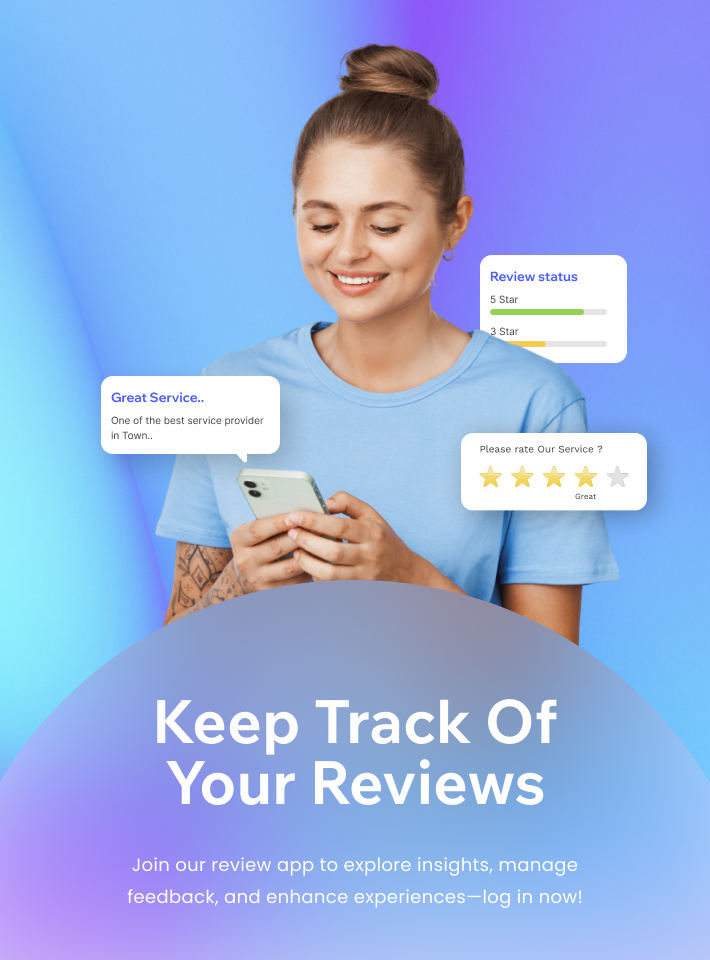 Review status
5 Star
3 Star
Great Service..
One of the best service provider
in Town..
Please rate Our Service ?
Great
Keep Track Of
Your Reviews
Join our review app to explore insights, manage
feedback, and enhance experiences—log in now!